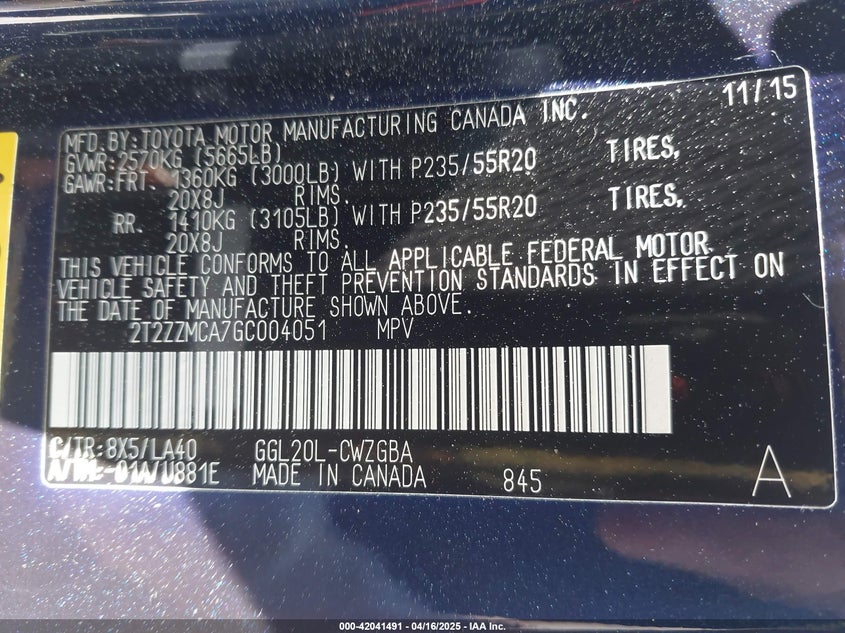 11/15
MFD.BY:TOYOTA MOTOR MANUFACTURING CANADA INC.
GVWR:2570KG (5665LB)
GAWR:FRT. 1360KG (3000LB) WITH P235/55R20 TIRES,
20X8J RIMS.
RR. 1410KG (3105LB) WITH P235/55R20 TIRES,
20X8J RIMS.
THIS VEHICLE CONFORMS TO ALL APPLICABLE FEDERAL MOTOR
VEHICLE SAFETY AND THEFT PREVENTION STANDARDS IN EFFECT ON
THE DATE OF MANUFACTURE SHOWN ABOVE.
2T2ZZMCA7GC004051 MPV
C/TR:8X5/LA40 GGL20L-CWZGBA
-01A/U881E MADE IN CANADA 845 A
000-42041491 - 04/16/2025 - IAA Inc.